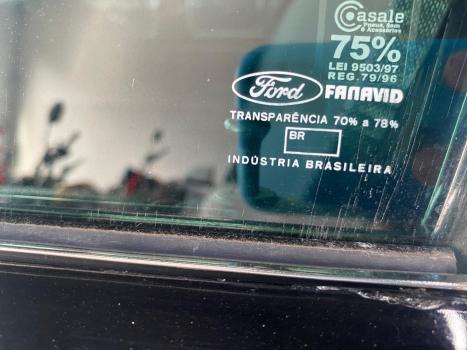 Casale
Pneus, Som
e Acessórios
75%
LEI 9503/97
REG. 79/96
Ford FANAVID
TRANSPARÊNCIA 70% a 78%
BR
INDÚSTRIA BRASILEIRA